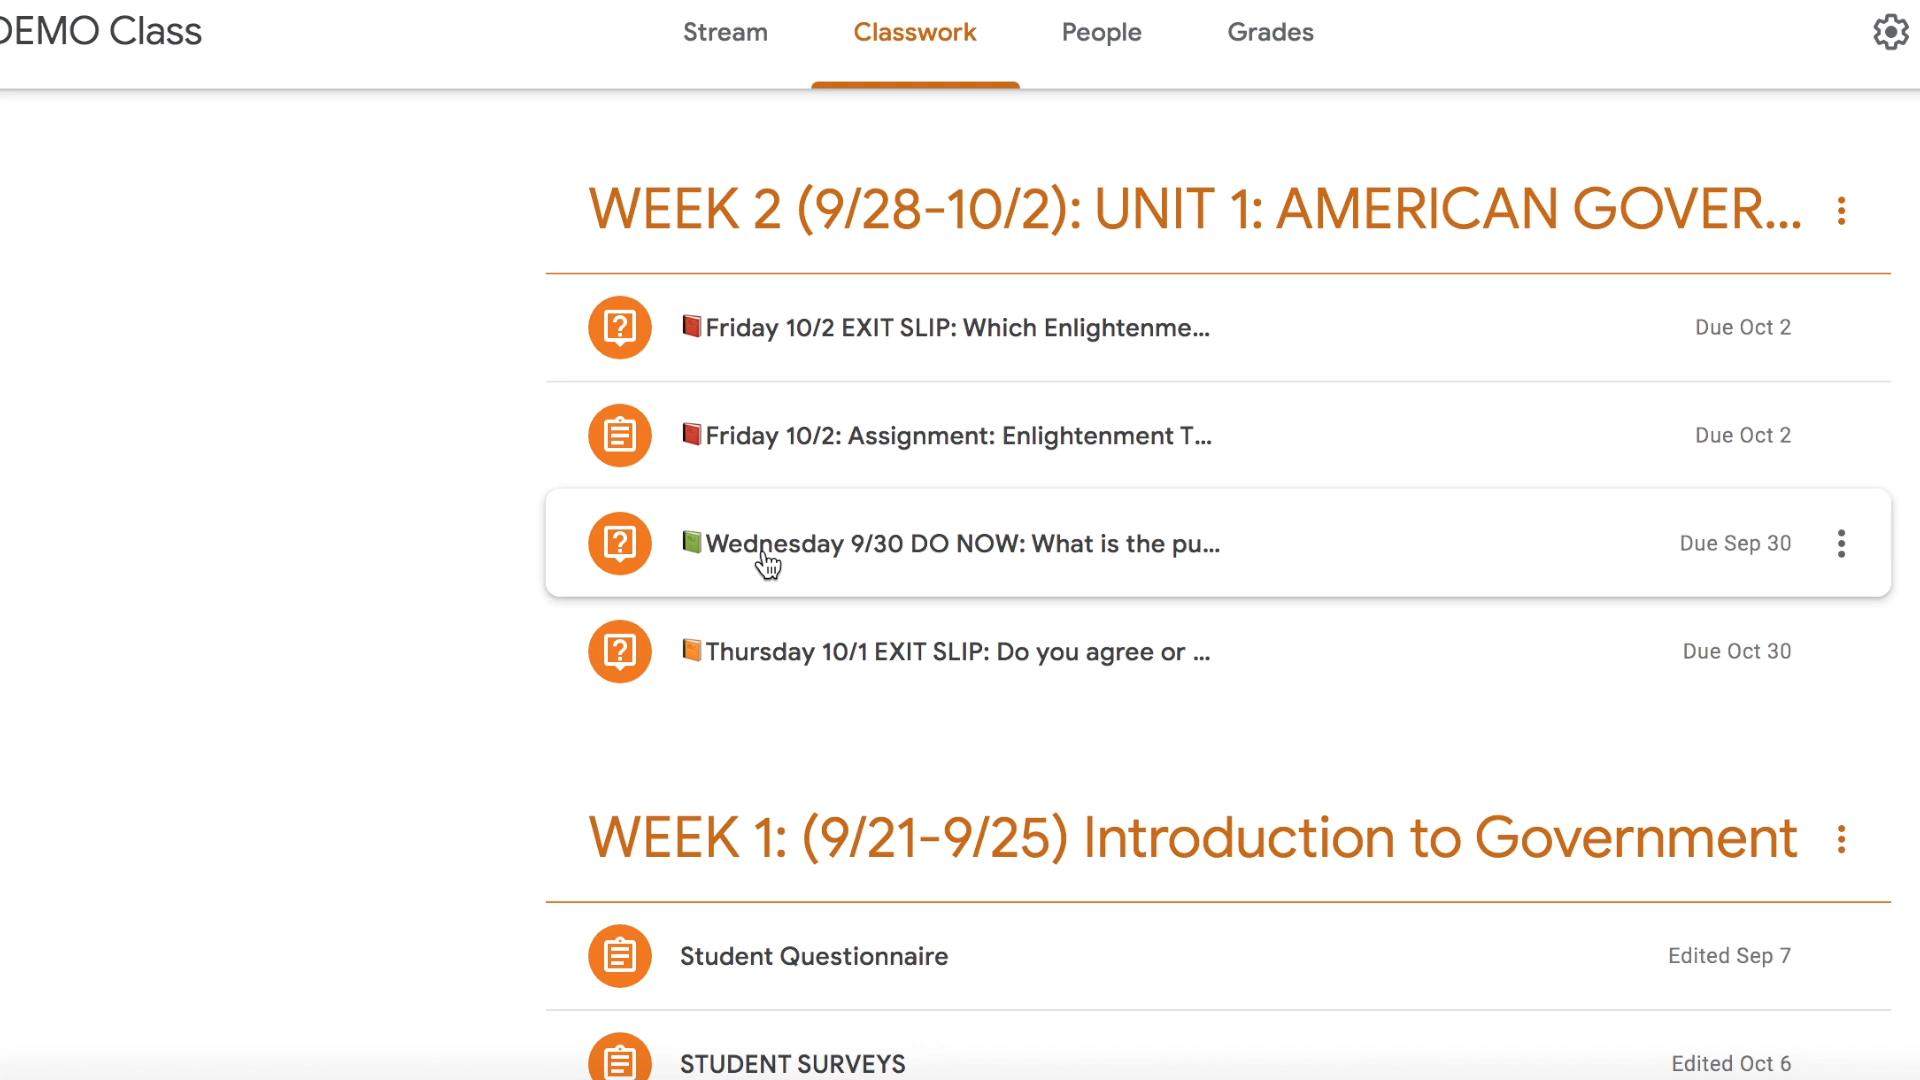 DEMO Class
Stream
Classwork
People
Grades
WEEK 2 (9/28-10/2): UNIT 1: AMERICAN GOVER...
Friday 10/2 EXIT SLIP: Which Enlightenme...
Due Oct 2
Friday 10/2: Assignment: Enlightenment T...
Due Oct 2
Wednesday 9/30 DO NOW: What is the pu...
Due Sep 30
Thursday 10/1 EXIT SLIP: Do you agree or ...
Due Oct 30
WEEK 1: (9/21-9/25) Introduction to Government
Student Questionnaire
Edited Sep 7
STUDENT SURVEYS
Edited Oct 6